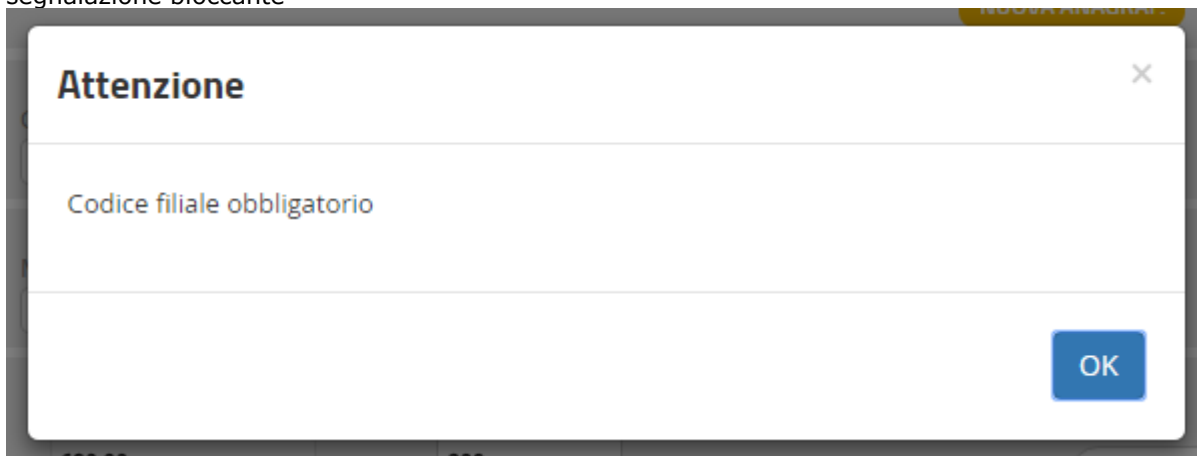 segnalazione bloccante
Attenzione
×
Codice filiale obbligatorio
OK